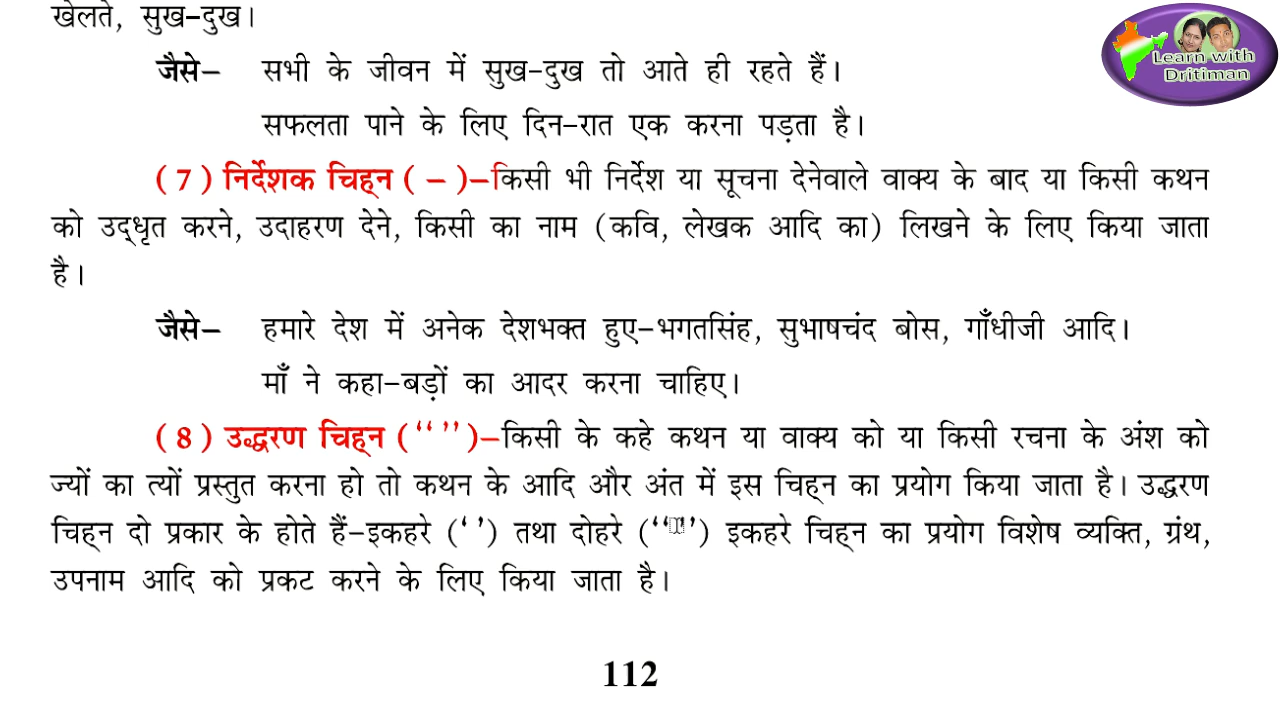 खेलते, सुख-दुख।
Learn with
Dritiman
जैसे– सभी के जीवन में सुख-दुख तो आते ही रहते हैं।
सफलता पाने के लिए दिन-रात एक करना पड़ता है।
(7) निर्देशक चिह्न ( – )–किसी भी निर्देश या सूचना देनेवाले वाक्य के बाद या किसी कथन
को उद्धृत करने, उदाहरण देने, किसी का नाम (कवि, लेखक आदि का) लिखने के लिए किया जाता
है।
जैसे– हमारे देश में अनेक देशभक्त हुए–भगतसिंह, सुभाषचंद बोस, गाँधीजी आदि।
माँ ने कहा–बड़ों का आदर करना चाहिए।
(8) उद्धरण चिह्न (“ ”)–किसी के कहे कथन या वाक्य को या किसी रचना के अंश को
ज्यों का त्यों प्रस्तुत करना हो तो कथन के आदि और अंत में इस चिह्न का प्रयोग किया जाता है। उद्धरण
चिह्न दो प्रकार के होते हैं–इकहरे (‘ ’) तथा दोहरे (“ ”) इकहरे चिह्न का प्रयोग विशेष व्यक्ति, ग्रंथ,
उपनाम आदि को प्रकट करने के लिए किया जाता है।
112